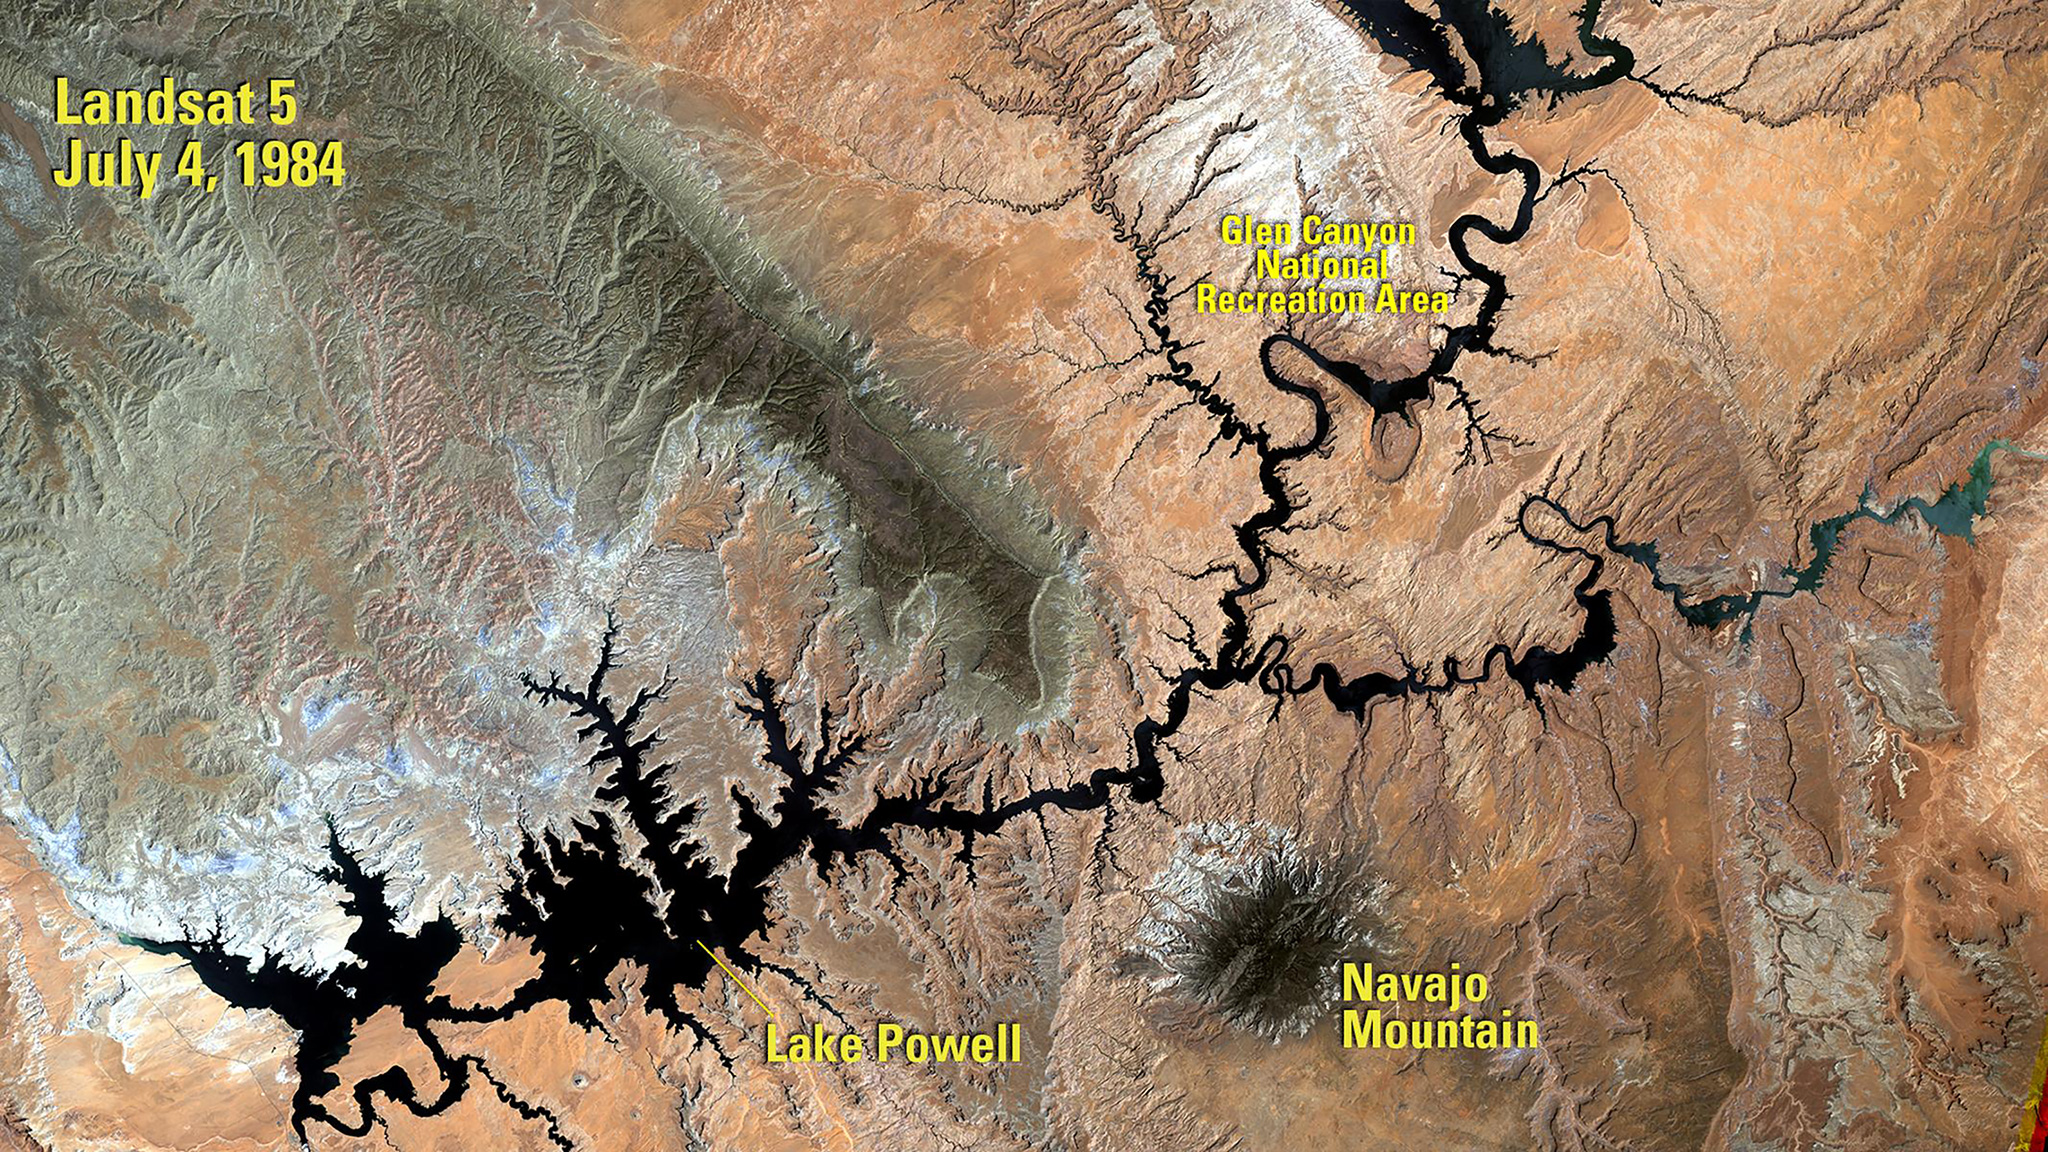 Landsat 5
July 4, 1984
Glen Canyon
National
Recreation Area
Lake Powell
Navajo
Mountain